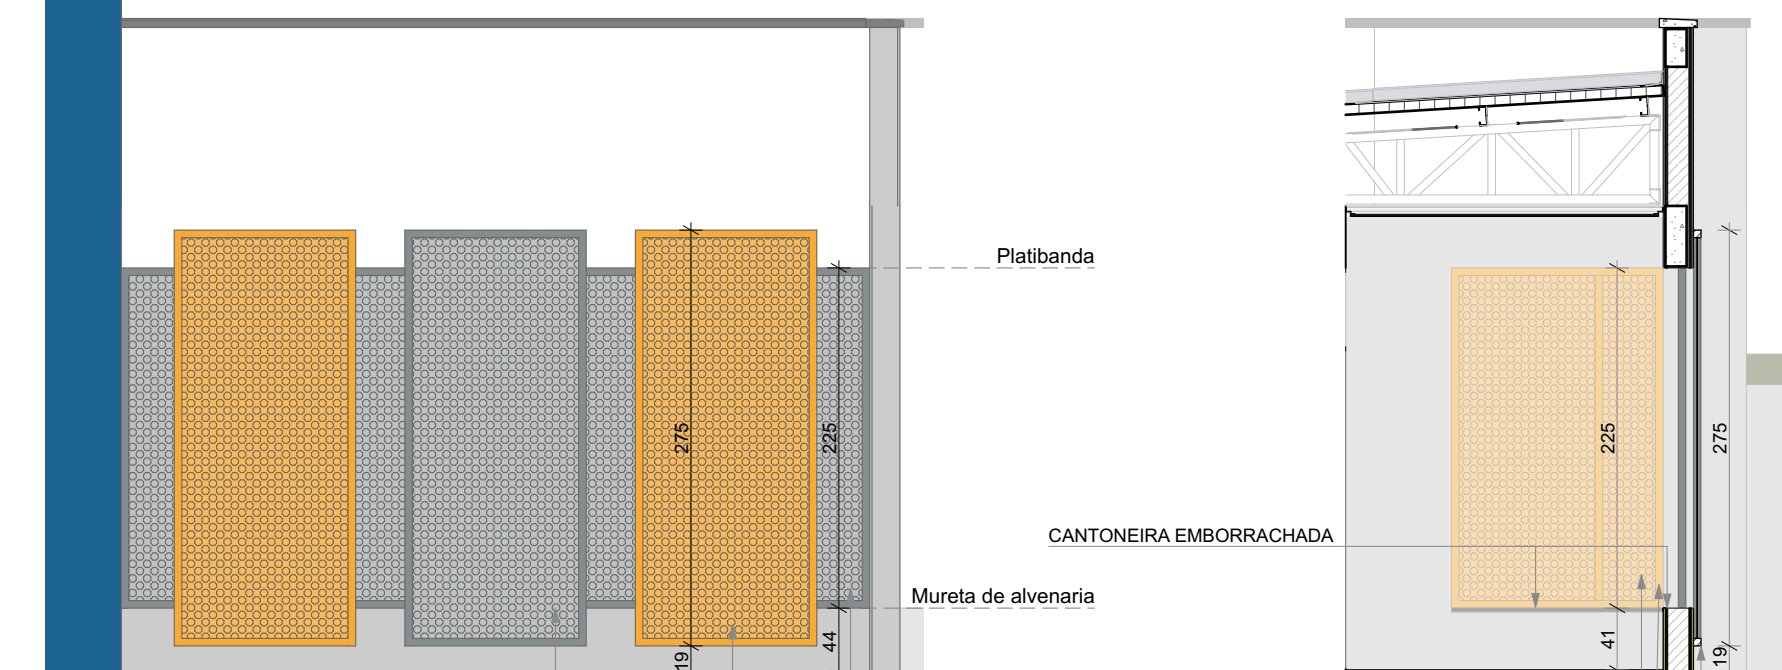 Platibanda
275
225
225
275
CANTONEIRA EMBORRACHADA
Mureta de alvenaria
44
19
41
19